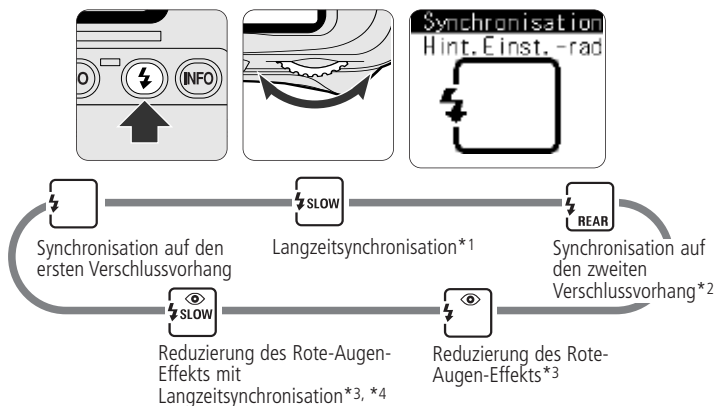 O
INFO
Synchronisation
Hint.Einst.-rad
SLOW
REAR
Synchronisation auf den
ersten Verschlussvorhang
Langzeitsynchronisation*1
Synchronisation auf
den zweiten
Verschlussvorhang*2
SLOW
Reduzierung des Rote-Augen-
Effekts mit
Langzeitsynchronisation*3, *4
Reduzierung des Rote-
Augen-Effekts*3